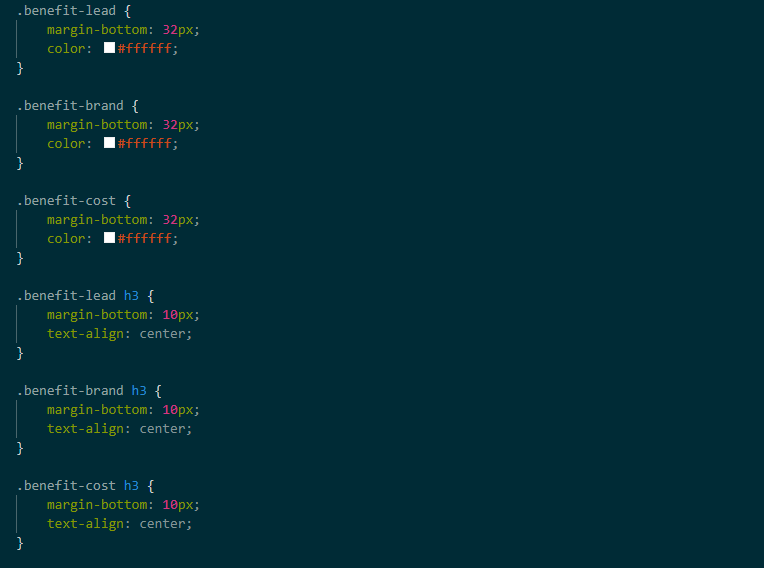 .benefit-lead {
    margin-bottom: 32px;
    color: #ffffff;
}

.benefit-brand {
    margin-bottom: 32px;
    color: #ffffff;
}

.benefit-cost {
    margin-bottom: 32px;
    color: #ffffff;
}

.benefit-lead h3 {
    margin-bottom: 10px;
    text-align: center;
}

.benefit-brand h3 {
    margin-bottom: 10px;
    text-align: center;
}

.benefit-cost h3 {
    margin-bottom: 10px;
    text-align: center;
}